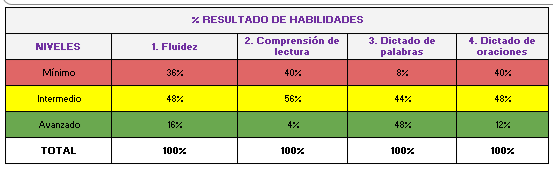 % RESULTADO DE HABILIDADES
NIVELES 1. Fluidez 2. Comprensión de lectura 3. Dictado de palabras 4. Dictado de oraciones
Mínimo 36% 40% 8% 40%
Intermedio 48% 56% 44% 48%
Avanzado 16% 4% 48% 12%
TOTAL 100% 100% 100% 100%